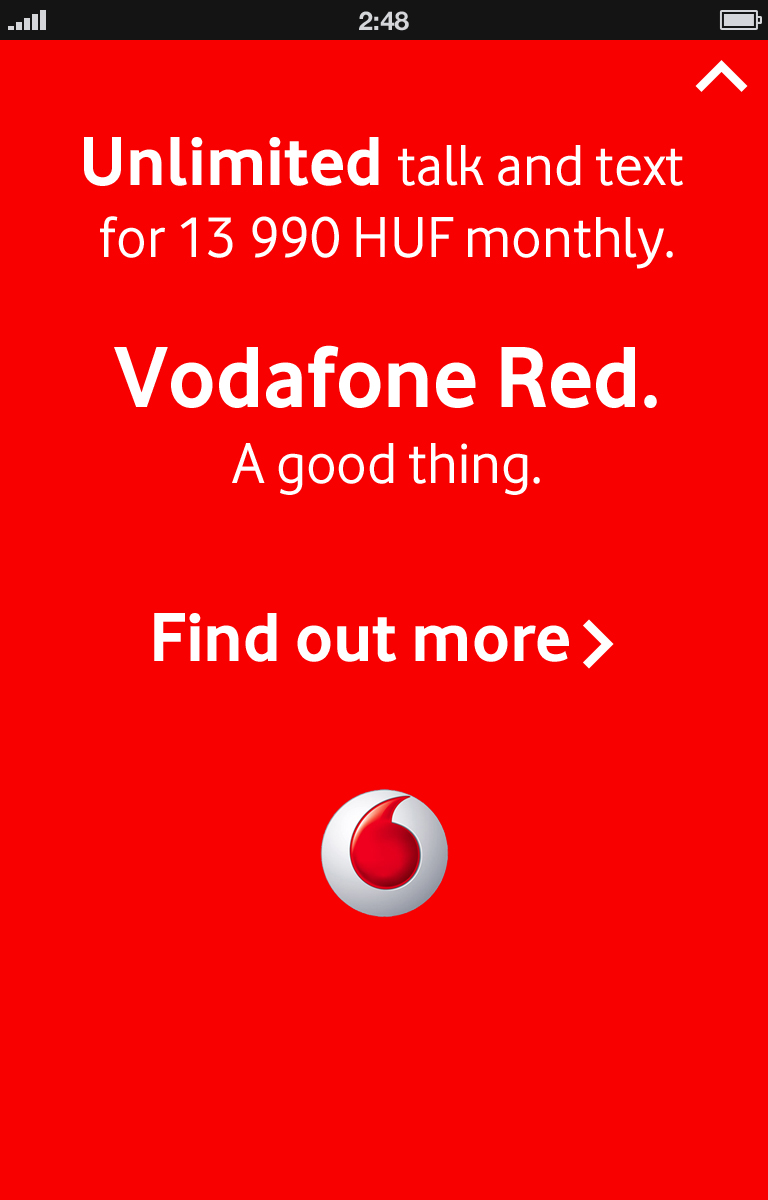 2:48
Unlimited talk and text
for 13 990 HUF monthly.
Vodafone Red.
A good thing.
Find out more